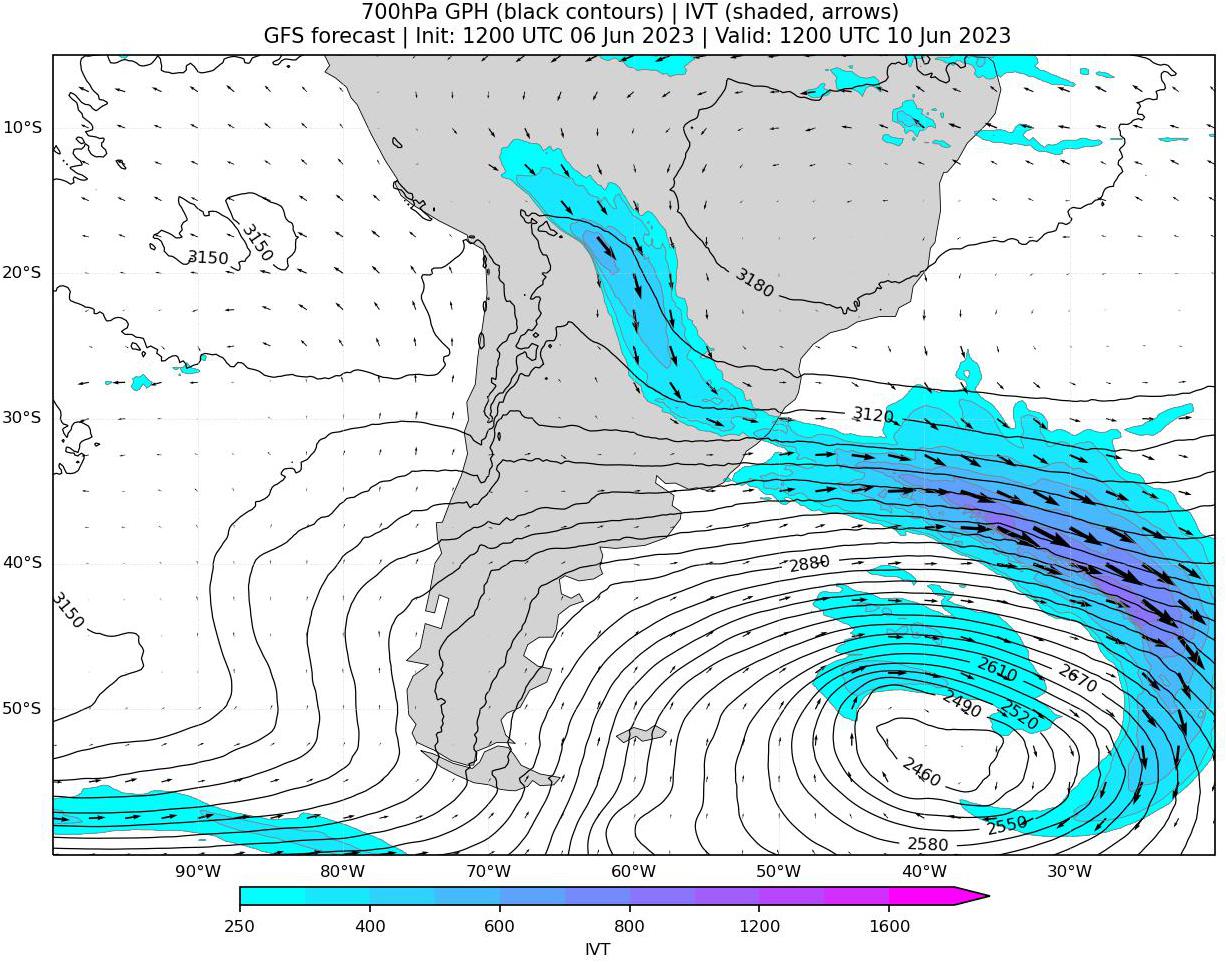 700hPa GPH (black contours) | IVT (shaded, arrows)
GFS forecast | Init: 1200 UTC 06 Jun 2023 | Valid: 1200 UTC 10 Jun 2023
10°S
3150
3150
20°S
3180
30°S
3120
40°S
2880
3150
2610
2670
50°S
2490
2520
2460
2550
2580
90°W 80°W 70°W 60°W 50°W 40°W 30°W
250 400 600 800 1200 1600
IVT